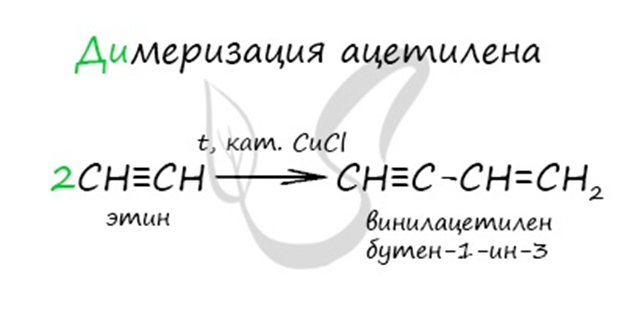 Димеризация ацетилена
t, кат. CuCl
2CH≡CH → CH≡C-CH=CH₂
этин винилацетилен
бутен-1-ин-3